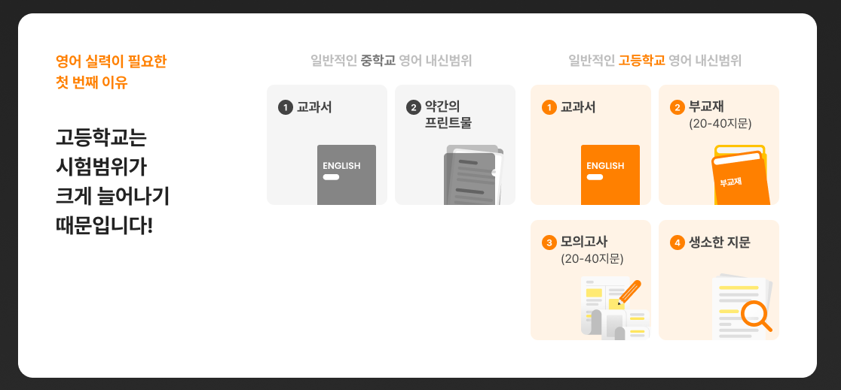 영어 실력이 필요한
첫 번째 이유
고등학교는
시험범위가
크게 늘어나기
때문입니다!
일반적인 중학교 영어 내신범위
1 교과서
ENGLISH
2 약간의
프린트물
일반적인 고등학교 영어 내신범위
1 교과서
ENGLISH
2 부교재
(20-40지문)
부교재
3 모의고사
(20-40지문)
4 생소한 지문